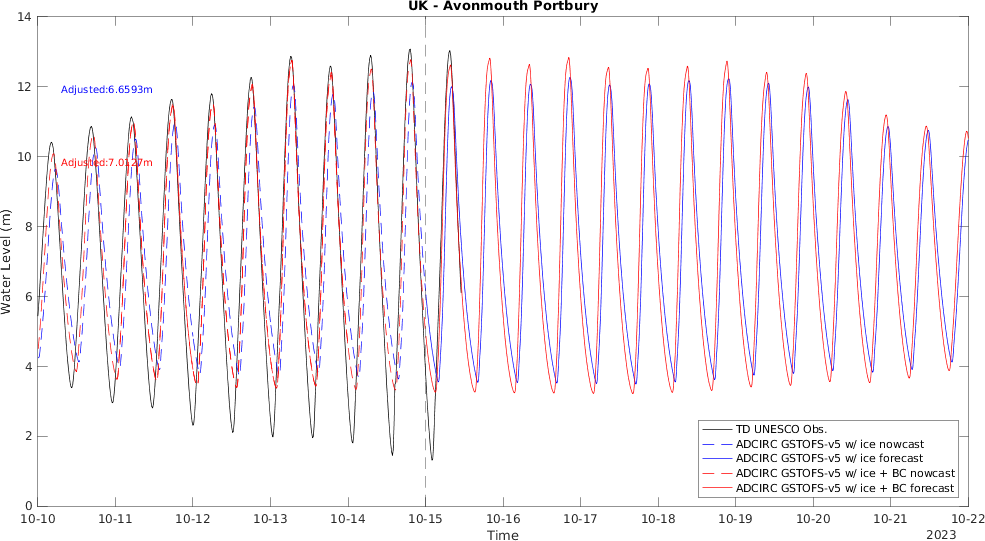 UK - Avonmouth Portbury
14
12
10
8
6
4
2
0
Water Level (m)
Adjusted:6.6593m
Adjusted:7.0127m
TD UNESCO Obs.
ADCIRC GSTOFS-v5 w/ ice nowcast
ADCIRC GSTOFS-v5 w/ ice forecast
ADCIRC GSTOFS-v5 w/ ice + BC nowcast
ADCIRC GSTOFS-v5 w/ ice + BC forecast
10-10 10-11 10-12 10-13 10-14 10-15 10-16 10-17 10-18 10-19 10-20 10-21 10-22
Time
2023